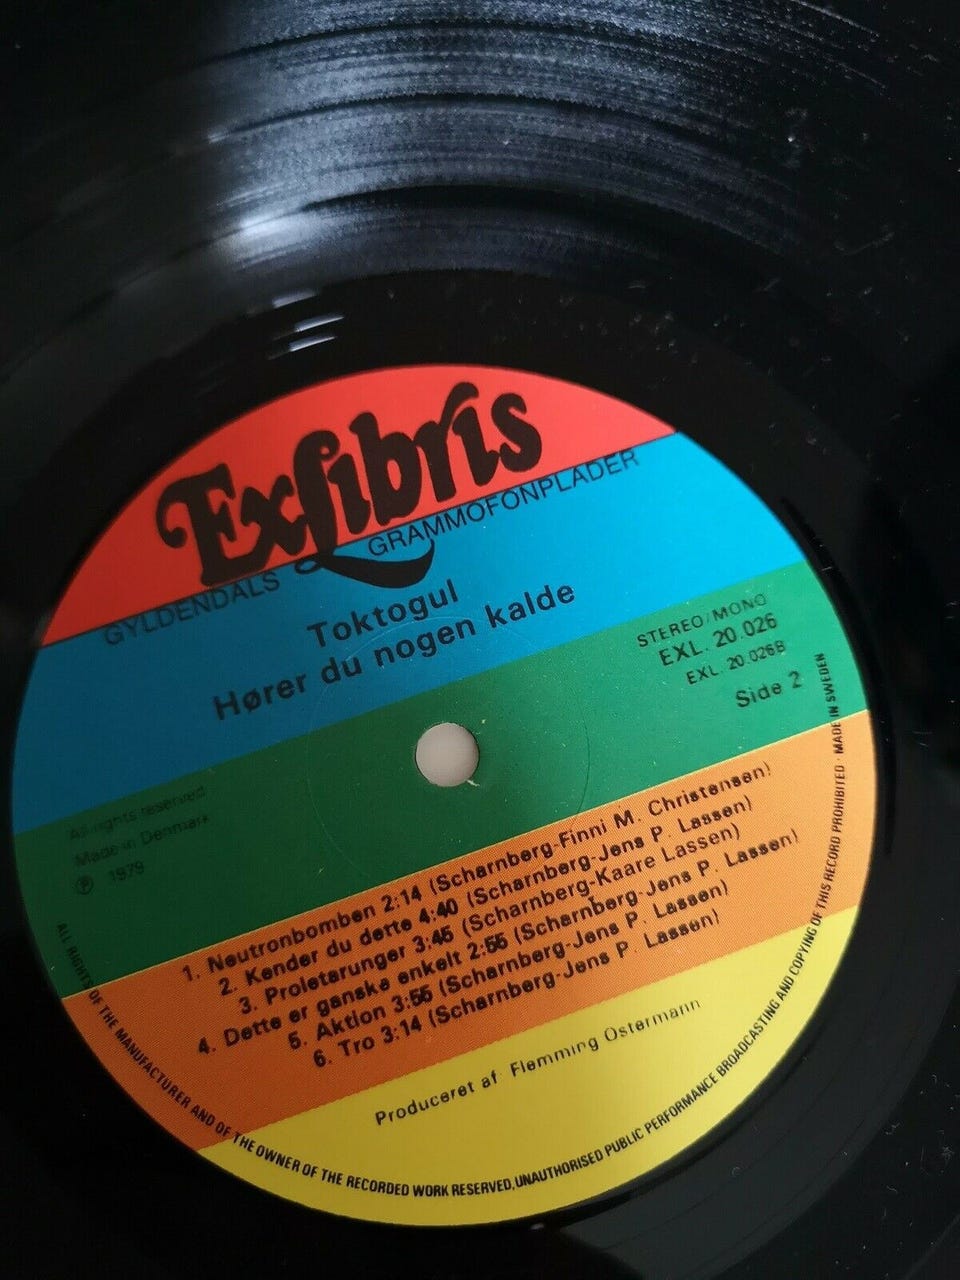 Exlibris
GYLDENDALS GRAMMOFONPLADER
Toktogul
Hører du nogen kalde
STEREO/MONO
EXL. 20.026
EXL. 20.026B
Side 2
All rights reserved
Made in Denmark
℗ 1979
1. Neutronbomben 2:14 (Scharnberg-Finni M. Christensen)
2. Kender du dette 4:40 (Scharnberg-Jens P. Lassen)
3. Proletarunger 3:45 (Scharnberg-Kaare Lassen)
4. Dette er ganske enkelt 2:55 (Scharnberg-Jens P. Lassen)
5. Aktion 3:55 (Scharnberg-Jens P. Lassen)
6. Tro 3:14 (Scharnberg-Jens P. Lassen)
Produceret af Flemming Ostermann
ALL RIGHTS OF THE MANUFACTURER AND OF THE OWNER OF THE RECORDED WORK RESERVED, UNAUTHORISED PUBLIC PERFORMANCE BROADCASTING AND COPYING OF THIS RECORD PROHIBITED · MADE IN SWEDEN